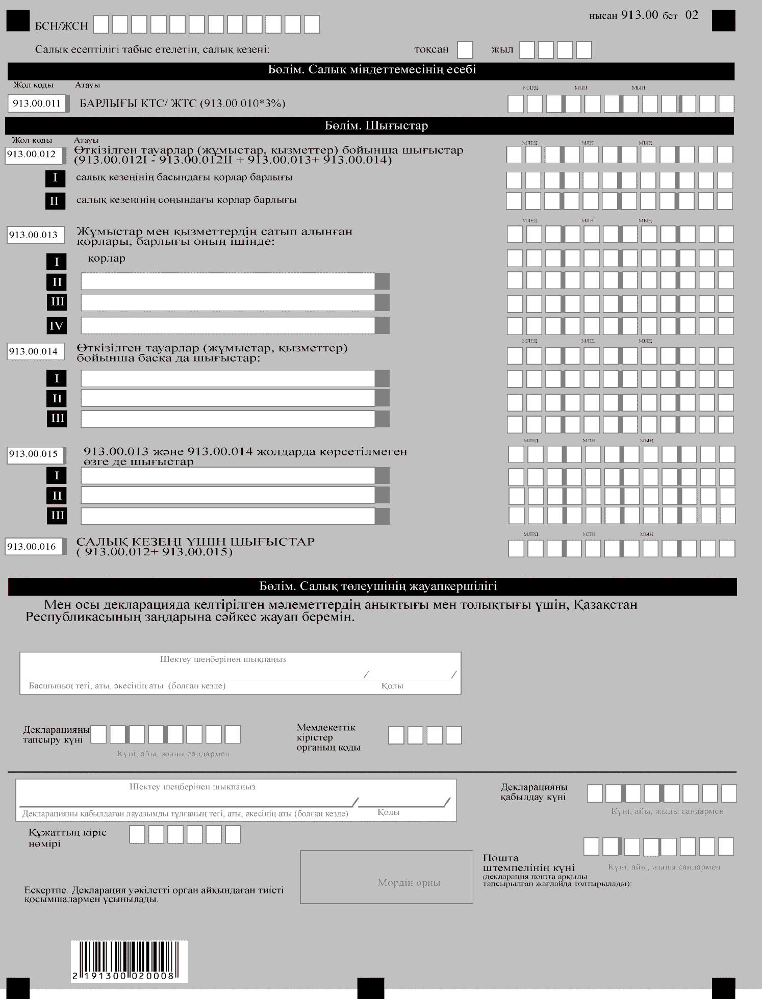 нысан 913.00 бет 02
БСН/ЖСН
Салық есептілігі табыс етелетін, салық кезені: тоқсан жыл
Бөлім. Салық міндеттемесінің есебі
Жол коды Атауы МЛРД. МЛН МЫҢ
913.00.011 БАРЛЫҒЫ КТС/ ЖТС (913.00.010*3%)
Бөлім. Шығыстар
Жол коды Атауы МЛРД. МЛН. МЫҢ
913.00.012 Өткізілген тауарлар (жұмыстар, қызметтер) бойынша шығыстар
(913.00.012I - 913.00.012II + 913.00.013+ 913.00.014)
I салық кезеңінің басындағы қорлар барлығы
II салық кезеңінің соңындағы қорлар барлығы
МЛРД. МЛН. МЫҢ
913.00.013 Жұмыстар мен қызметтердің сатып алынған
қорлары, барлығы оның ішінде:
I қорлар
II
III
IV
МЛРД. МЛН. МЫҢ
913.00.014 Өткізілген тауарлар (жұмыстар, қызметтер)
бойынша басқа да шығыстар:
I
II
III
МЛРД. МЛН. МЫҢ
913.00.015 913.00.013 және 913.00.014 жолдарда көрсетілмеген
өзге де шығыстар
I
II
III
МЛРД. МЛН. МЫҢ
913.00.016 САЛЫҚ КЕЗЕҢІ ҮШІН ШЫҒЫСТАР
( 913.00.012+ 913.00.015)
Бөлім. Салық төлеушінің жауапкершілігі
Мен осы декларацияда келтірілген мәлеметтердің анықтығы мен толықтығы үшін, Қазақстан
Республикасының заңдарына сәйкес жауап беремін.
Шектеу шеңберінен шықпаңыз
/ /
Басшының тегі, аты, әкесінің аты (болған кезде) Қолы
Декларацияны
тапсыру күні
Күні, айы, жылы сандармен
Мемлекеттік
кірістер
органың коды
Шектеу шеңберінен шықпаңыз
/ /
Декларацияны қабылдаған лауазымды тұлғаның тегі, аты, әкесінің аты (болған кезде) Қолы
Декларацияны
қабылдау күні
Күні, айы, жылы сандармен
Құжаттың кіріс
нөмірі
Пошта
штемпелінің күні
(декларация пошта арқылы
тапсырылған жағдайда толтырылады):
Күні, айы, жылы сандармен
Мөрдің орны
Ескертпе. Декларация уәкілетті орган айқындаған тиісті
қосымшалармен ұсынылады.
2 191300 020008